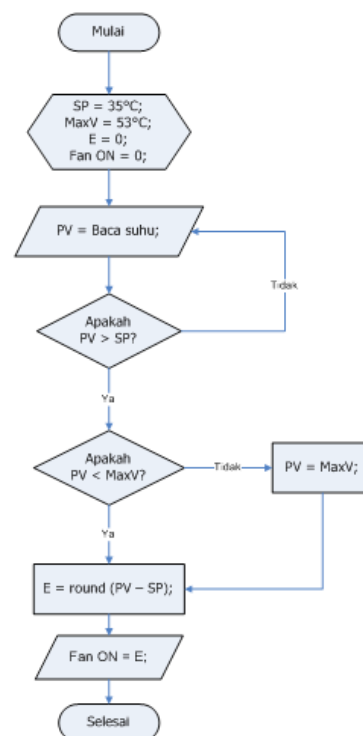 Mulai
SP = 35°C;
MaxV = 53°C;
E = 0;
Fan ON = 0;
PV = Baca suhu;
Tidak
Apakah
PV > SP?
Ya
Apakah
PV < MaxV?
Tidak
PV = MaxV;
Ya
E = round (PV – SP);
Fan ON = E;
Selesai